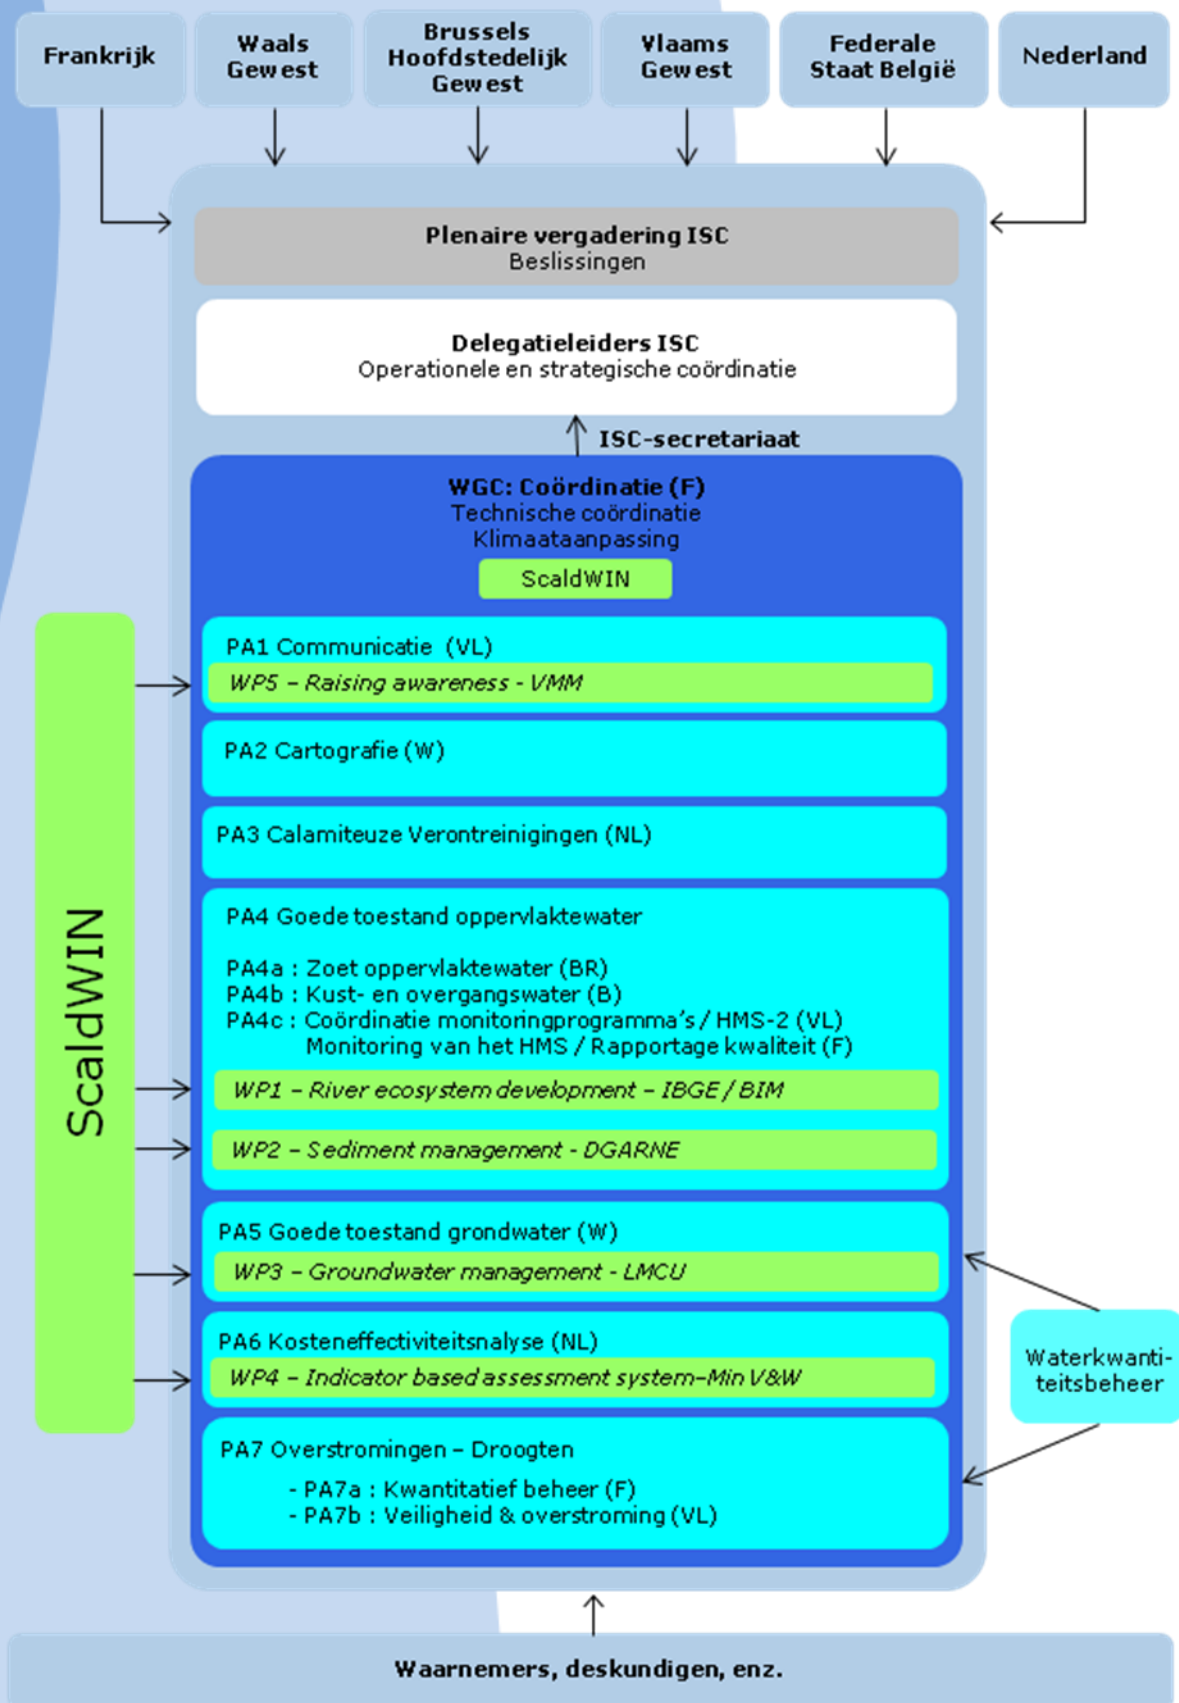 Frankrijk
Waals
Gewest
Brussels
Hoofdstedelijk
Gewest
Vlaams
Gewest
Federale
Staat België
Nederland
Plenaire vergadering ISC
Beslissingen
Delegatieleiders ISC
Operationele en strategische coördinatie
ISC-secretariaat
WGC: Coördinatie (F)
Technische coördinatie
Klimaataanpassing
ScaldWIN
ScaldWIN
PA1 Communicatie (VL)
WP5 – Raising awareness - VMM
PA2 Cartografie (W)
PA3 Calamiteuze Verontreinigingen (NL)
PA4 Goede toestand oppervlaktewater
PA4a : Zoet oppervlaktewater (BR)
PA4b : Kust- en overgangswater (B)
PA4c : Coördinatie monitoringprogramma's / HMS-2 (VL)
Monitoring van het HMS / Rapportage kwaliteit (F)
WP1 – River ecosystem development – IBGE / BIM
WP2 – Sediment management - DGARNE
PA5 Goede toestand grondwater (W)
WP3 – Groundwater management - LMCU
PA6 Kosteneffectiviteitsnalyse (NL)
WP4 – Indicator based assessment system–Min V&W
Waterkwanti-
teitsbeheer
PA7 Overstromingen – Droogten
- PA7a : Kwantitatief beheer (F)
- PA7b : Veiligheid & overstroming (VL)
Waarnemers, deskundigen, enz.